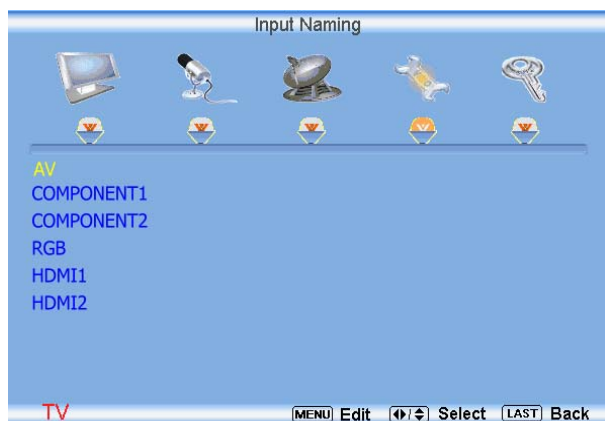 Input Naming
AV
COMPONENT1
COMPONENT2
RGB
HDMI1
HDMI2
TV MENU Edit Select LAST Back